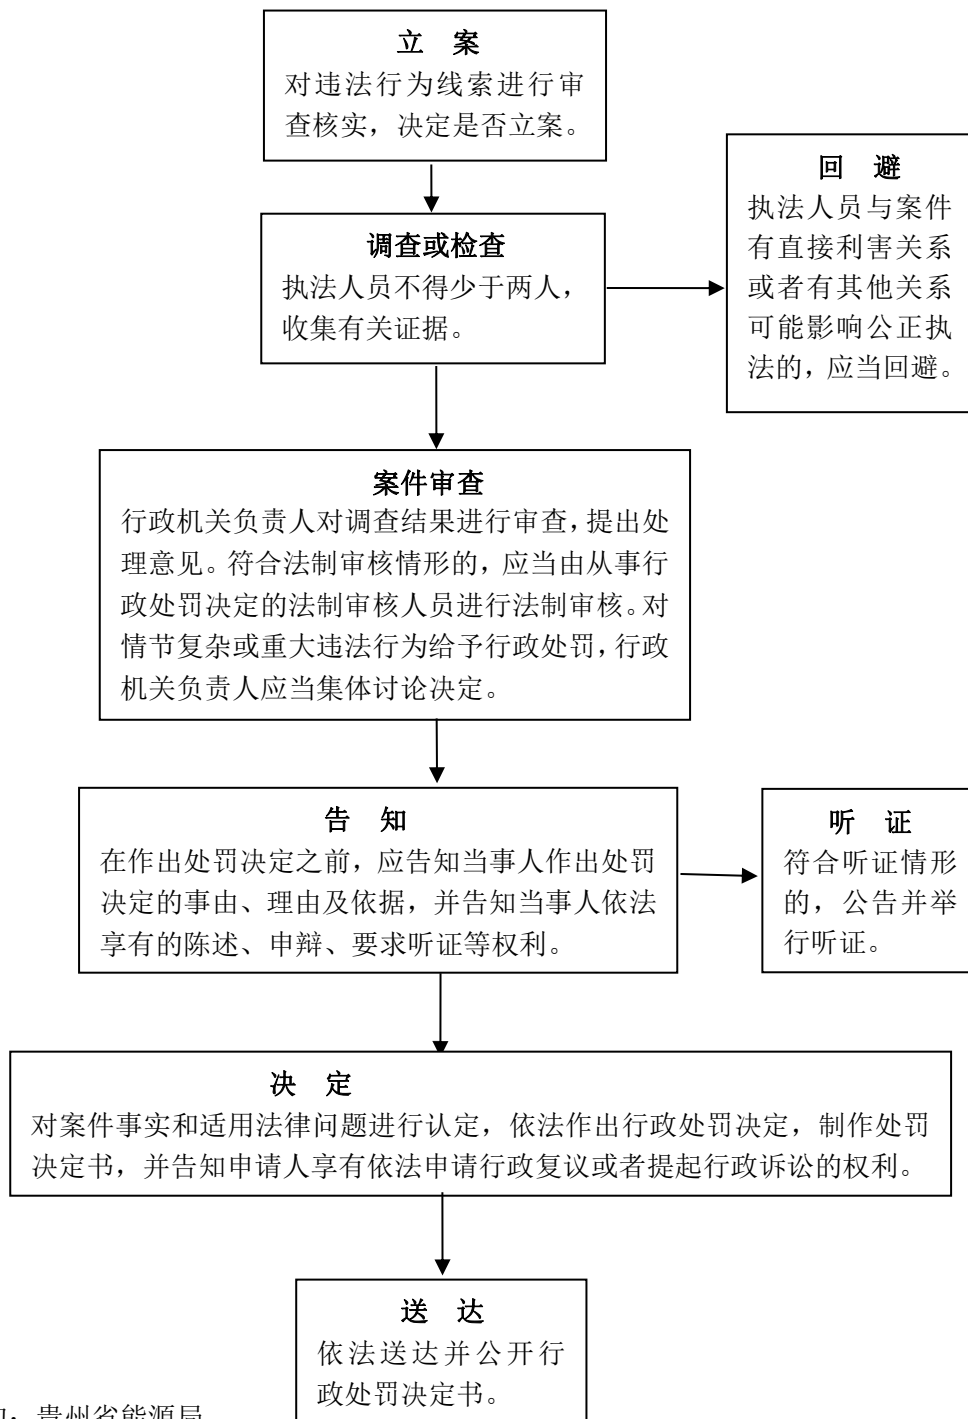 立 案
对违法行为线索进行审
查核实，决定是否立案。
回 避
执法人员与案件
有直接利害关系
或者有其他关系
可能影响公正执
法的，应当回避。
调查或检查
执法人员不得少于两人，
收集有关证据。
案件审查
行政机关负责人对调查结果进行审查，提出处
理意见。符合法制审核情形的，应当由从事行
政处罚决定的法制审核人员进行法制审核。对
情节复杂或重大违法行为给予行政处罚，行政
机关负责人应当集体讨论决定。
告 知
在作出处罚决定之前，应告知当事人作出处罚
决定的事由、理由及依据，并告知当事人依法
享有的陈述、申辩、要求听证等权利。
听 证
符合听证情形
的，公告并举
行听证。
决 定
对案件事实和适用法律问题进行认定，依法作出行政处罚决定，制作处罚
决定书，并告知申请人享有依法申请行政复议或者提起行政诉讼的权利。
送 达
依法送达并公开行
政处罚决定书。
：贵州省能源局